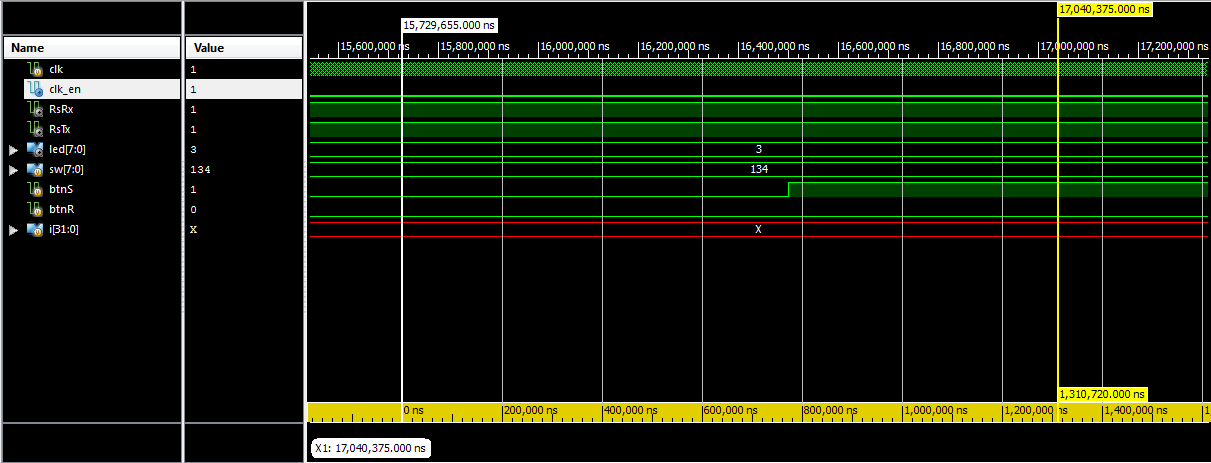 17,040,375.000 ns
15,729,655.000 ns
Name Value
15,600,000 ns 15,800,000 ns 16,000,000 ns 16,200,000 ns 16,400,000 ns 16,600,000 ns 16,800,000 ns 17,000,000 ns 17,200,000 ns
clk 1
clk_en 1
RsRx 1
RsTx 1
led[7:0] 3 3
sw[7:0] 134 134
btnS 1
btnR 0
i[31:0] X X
1,310,720.000 ns
0 ns 200,000 ns 400,000 ns 600,000 ns 800,000 ns 1,000,000 ns 1,200,000 ns 1,400,000 ns 1
X1: 17,040,375.000 ns